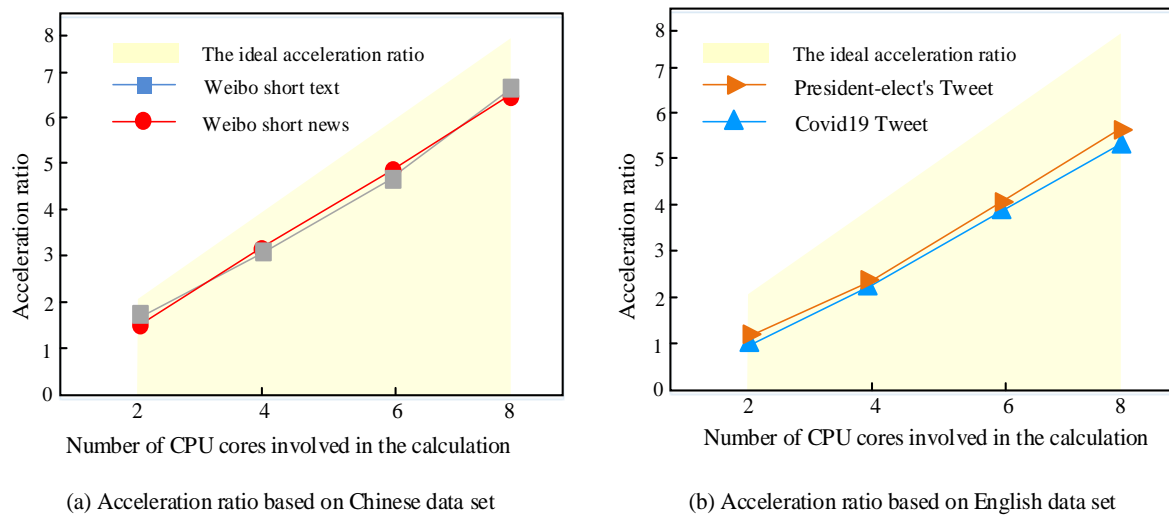 8
7
6
5
4
3
2
1
0
Acceleration ratio
The ideal acceleration ratio
Weibo short text
Weibo short news
2 4 6 8
Number of CPU cores involved in the calculation
(a) Acceleration ratio based on Chinese data set
8
7
6
5
4
3
2
1
0
Acceleration ratio
The ideal acceleration ratio
President-elect's Tweet
Covid19 Tweet
2 4 6 8
Number of CPU cores involved in the calculation
(b) Acceleration ratio based on English data set